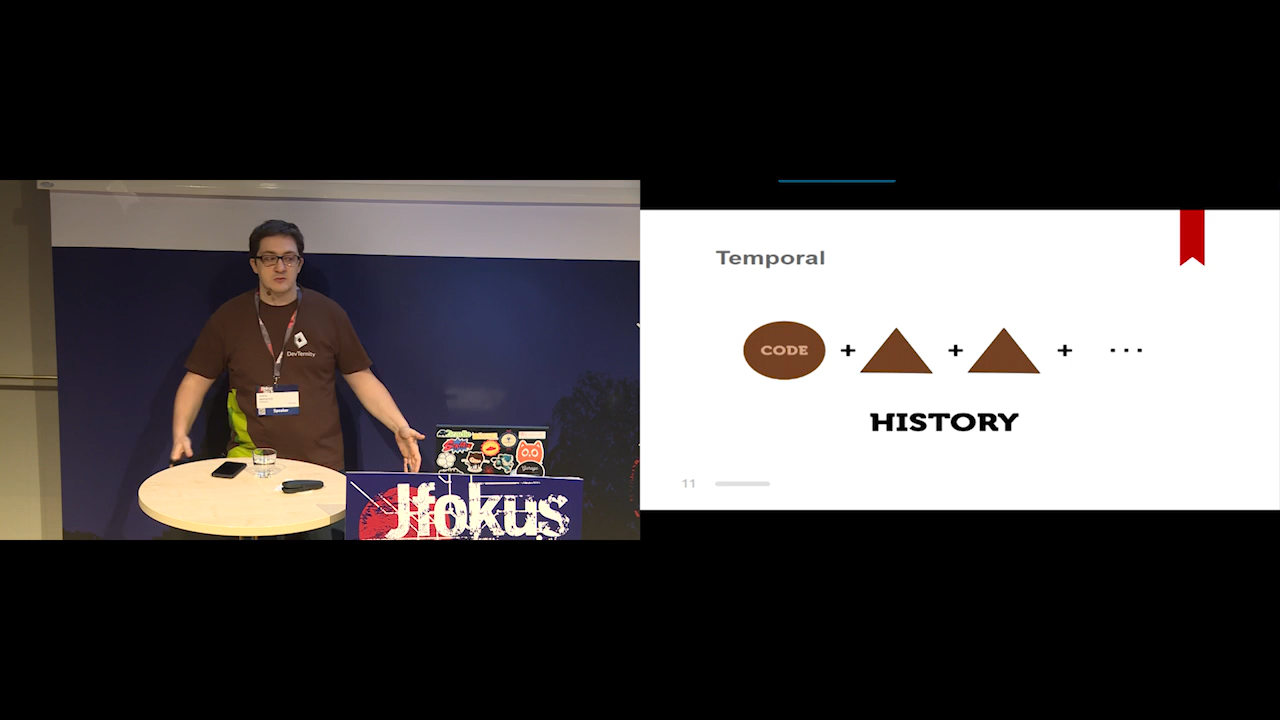 DevTernity
Speaker
Jfokus
Temporal
CODE + + + ...
HISTORY
11